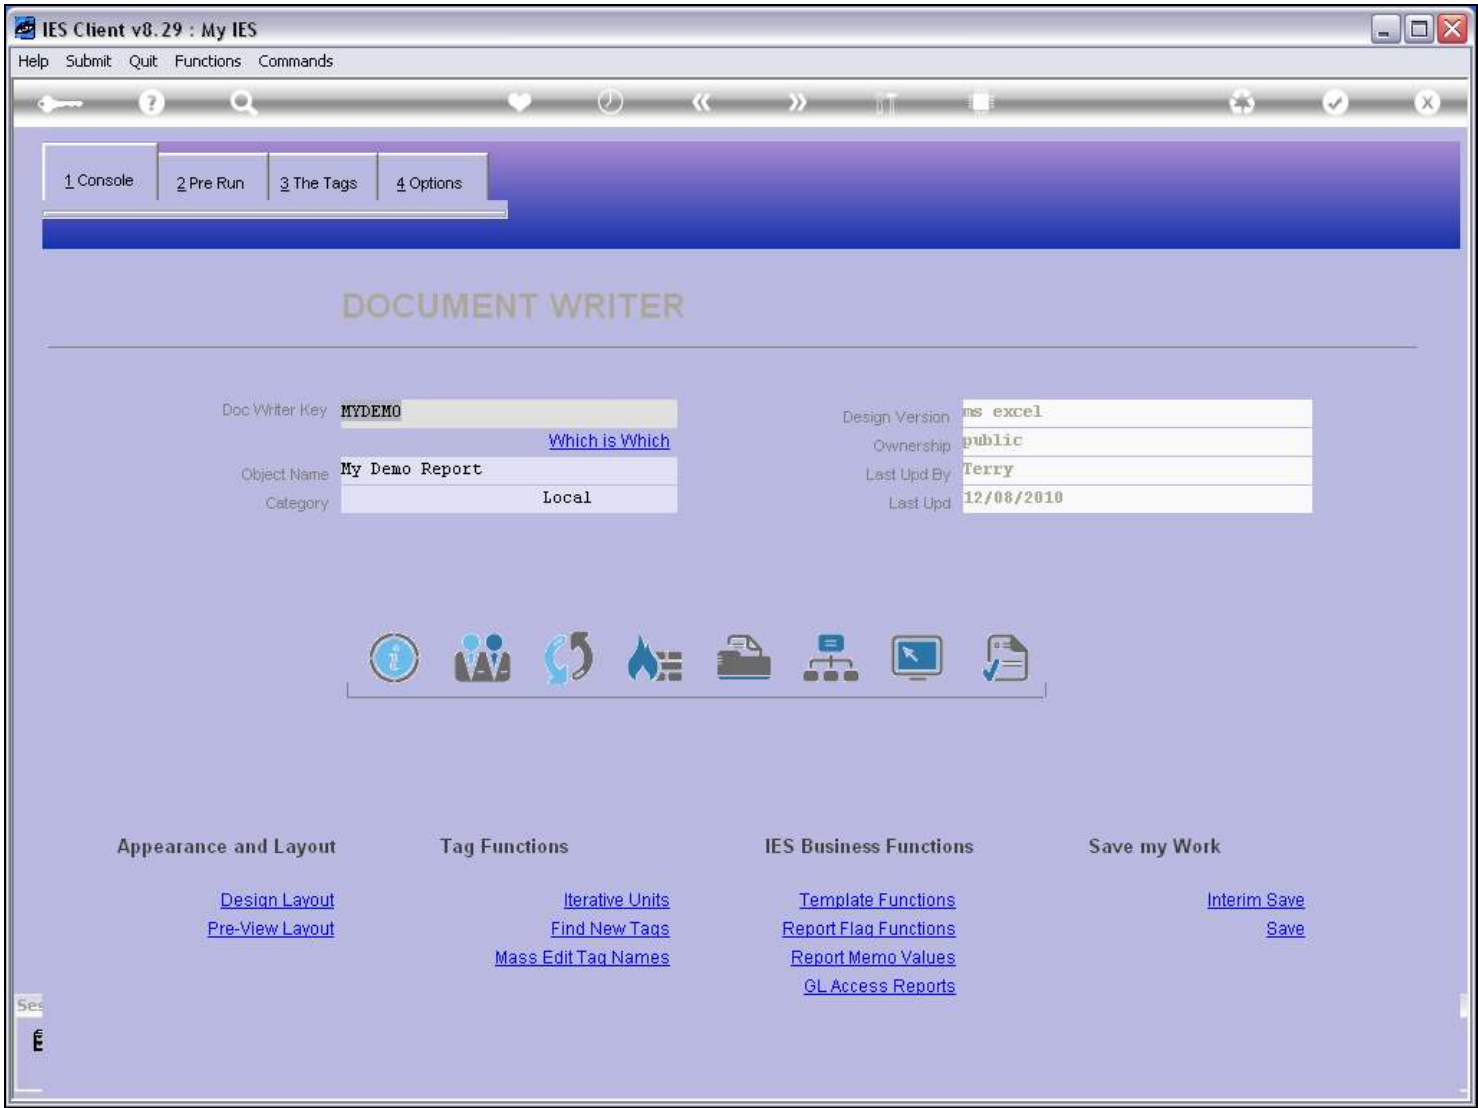 IES Client v8.29 : My IES
Help Submit Quit Functions Commands
1 Console 2 Pre Run 3 The Tags 4 Options
DOCUMENT WRITER
Doc Writer Key MYDEMO
Which is Which
Object Name My Demo Report
Category Local
Design Version ms excel
Ownership public
Last Upd By Terry
Last Upd 12/08/2010
Appearance and Layout
Design Layout
Pre-View Layout
Tag Functions
Iterative Units
Find New Tags
Mass Edit Tag Names
IES Business Functions
Template Functions
Report Flag Functions
Report Memo Values
GL Access Reports
Save my Work
Interim Save
Save